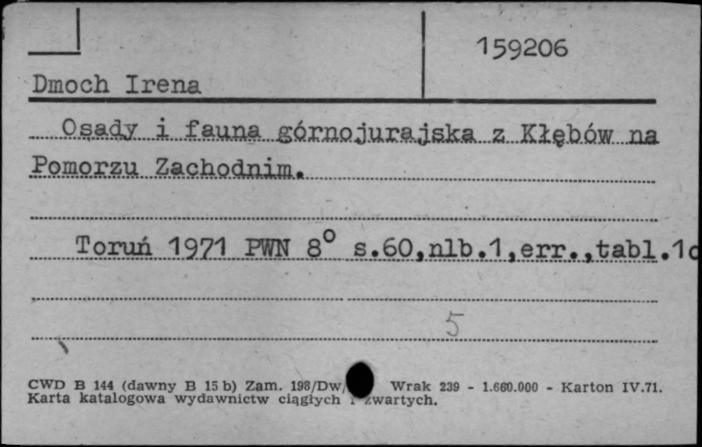 159206
Dmoch Irena
Osady i fauna górnojurajska z Kłębów na
Pomorzu Zachodnim.
Toruń 1971 PWN 8° s.60,nlb.1,err.,tabl.1
5
CWD B 144 (dawny B 15 b) Zam. 198/Dw, Wrak 239 - 1.660.000 - Karton IV.71.
Karta katalogowa wydawnictw ciągłych i zwartych.